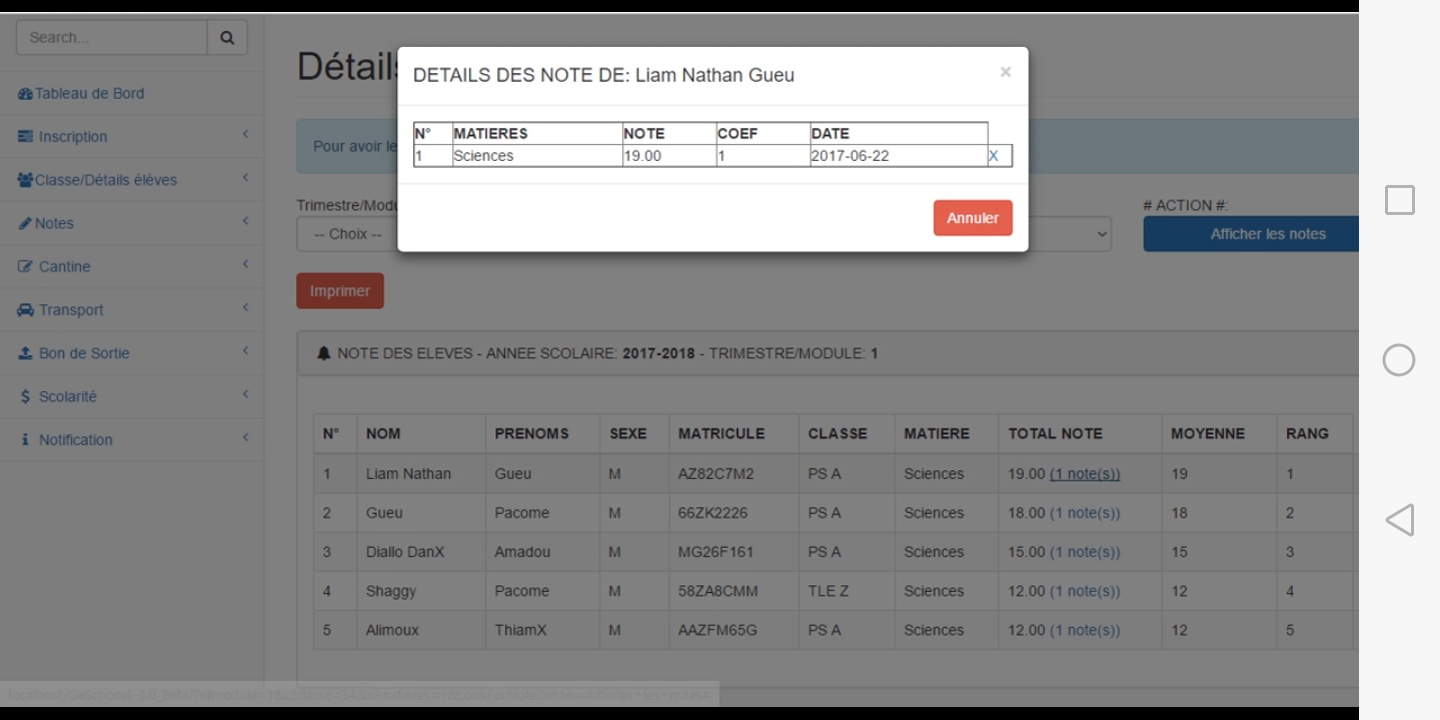 Search...
Tableau de Bord
Inscription
Classe/Détails élèves
Notes
Cantine
Transport
Bon de Sortie
Scolarité
Notification
Détails
DETAILS DES NOTE DE: Liam Nathan Gueu ×
N° MATIERES NOTE COEF DATE
1 Sciences 19.00 1 2017-06-22 X
Annuler
Pour avoir le
Trimestre/Modu
-- Choix --
# ACTION #:
Afficher les notes
Imprimer
NOTE DES ELEVES - ANNEE SCOLAIRE: 2017-2018 - TRIMESTRE/MODULE: 1
N° NOM PRENOMS SEXE MATRICULE CLASSE MATIERE TOTAL NOTE MOYENNE RANG
1 Liam Nathan Gueu M AZ82C7M2 PS A Sciences 19.00 (1 note(s)) 19 1
2 Gueu Pacome M 66ZK2226 PS A Sciences 18.00 (1 note(s)) 18 2
3 Diallo DanX Amadou M MG26F161 PS A Sciences 15.00 (1 note(s)) 15 3
4 Shaggy Pacome M 58ZA8CMM TLE Z Sciences 12.00 (1 note(s)) 12 4
5 Alimoux ThiamX M AAZFM65G PS A Sciences 12.00 (1 note(s)) 12 5